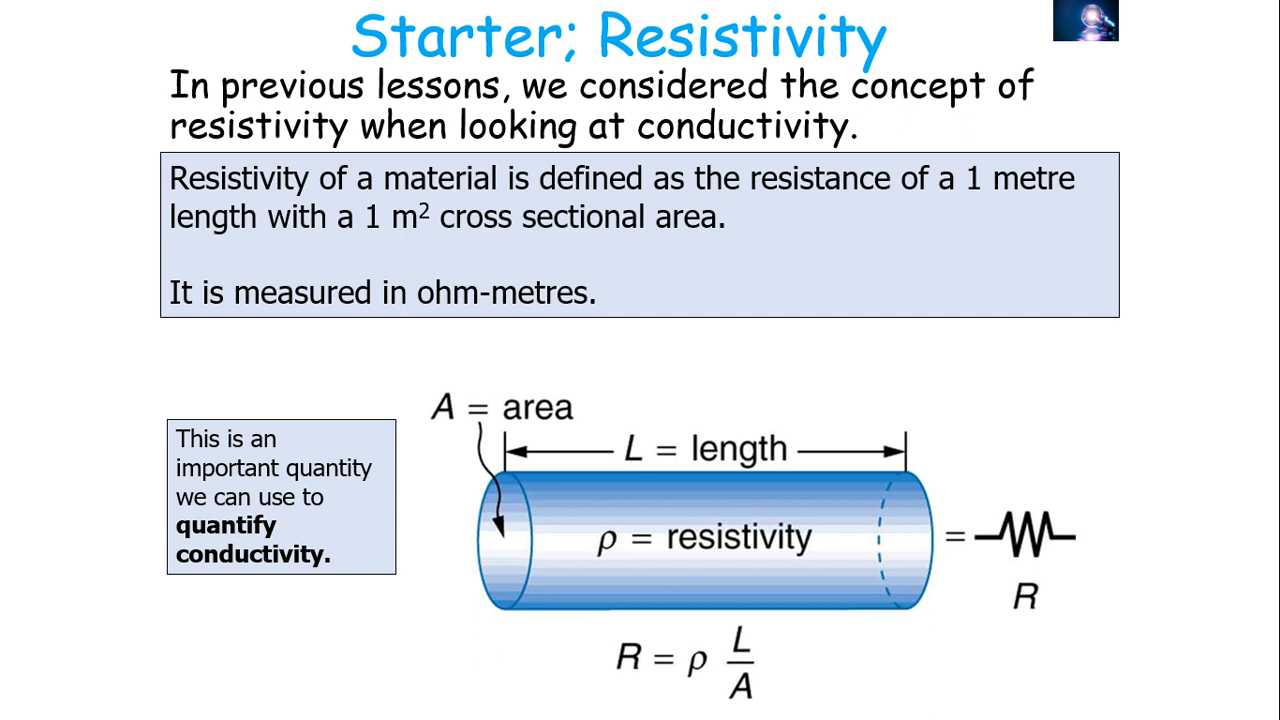 Starter; Resistivity
In previous lessons, we considered the concept of
resistivity when looking at conductivity.
Resistivity of a material is defined as the resistance of a 1 metre
length with a 1 m² cross sectional area.
It is measured in ohm-metres.
This is an
important quantity
we can use to
quantify
conductivity.
A = area
L = length
ρ = resistivity
=
R
R = ρ L/A